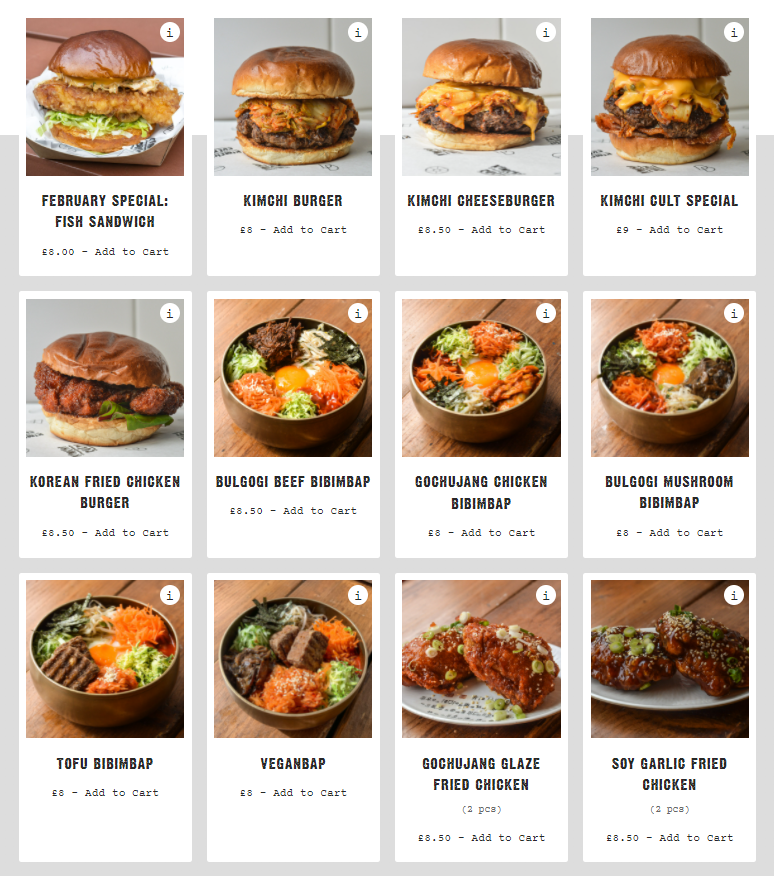 i
i
i
i
FEBRUARY SPECIAL:
FISH SANDWICH
£8.00 - Add to Cart
KIMCHI BURGER
£8 - Add to Cart
KIMCHI CHEESEBURGER
£8.50 - Add to Cart
KIMCHI CULT SPECIAL
£9 - Add to Cart
i
i
i
i
KOREAN FRIED CHICKEN
BURGER
£8.50 - Add to Cart
BULGOGI BEEF BIBIMBAP
£8.50 - Add to Cart
GOCHUJANG CHICKEN
BIBIMBAP
£8 - Add to Cart
BULGOGI MUSHROOM
BIBIMBAP
£8 - Add to Cart
i
i
i
i
TOFU BIBIMBAP
£8 - Add to Cart
VEGANBAP
£8 - Add to Cart
GOCHUJANG GLAZE
FRIED CHICKEN
(2 pcs)
£8.50 - Add to Cart
SOY GARLIC FRIED
CHICKEN
(2 pcs)
£8.50 - Add to Cart